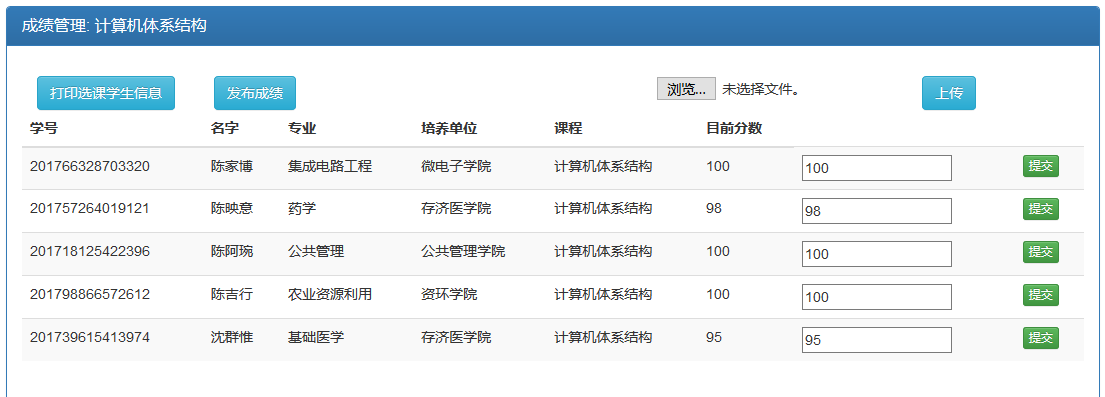 成绩管理: 计算机体系结构
打印选课学生信息 发布成绩 浏览... 未选择文件。 上传
学号 名字 专业 培养单位 课程 目前分数
201766328703320 陈家博 集成电路工程 微电子学院 计算机体系结构 100 100 提交
201757264019121 陈映意 药学 存济医学院 计算机体系结构 98 98 提交
201718125422396 陈阿琬 公共管理 公共管理学院 计算机体系结构 100 100 提交
201798866572612 陈吉行 农业资源利用 资环学院 计算机体系结构 100 100 提交
201739615413974 沈群惟 基础医学 存济医学院 计算机体系结构 95 95 提交